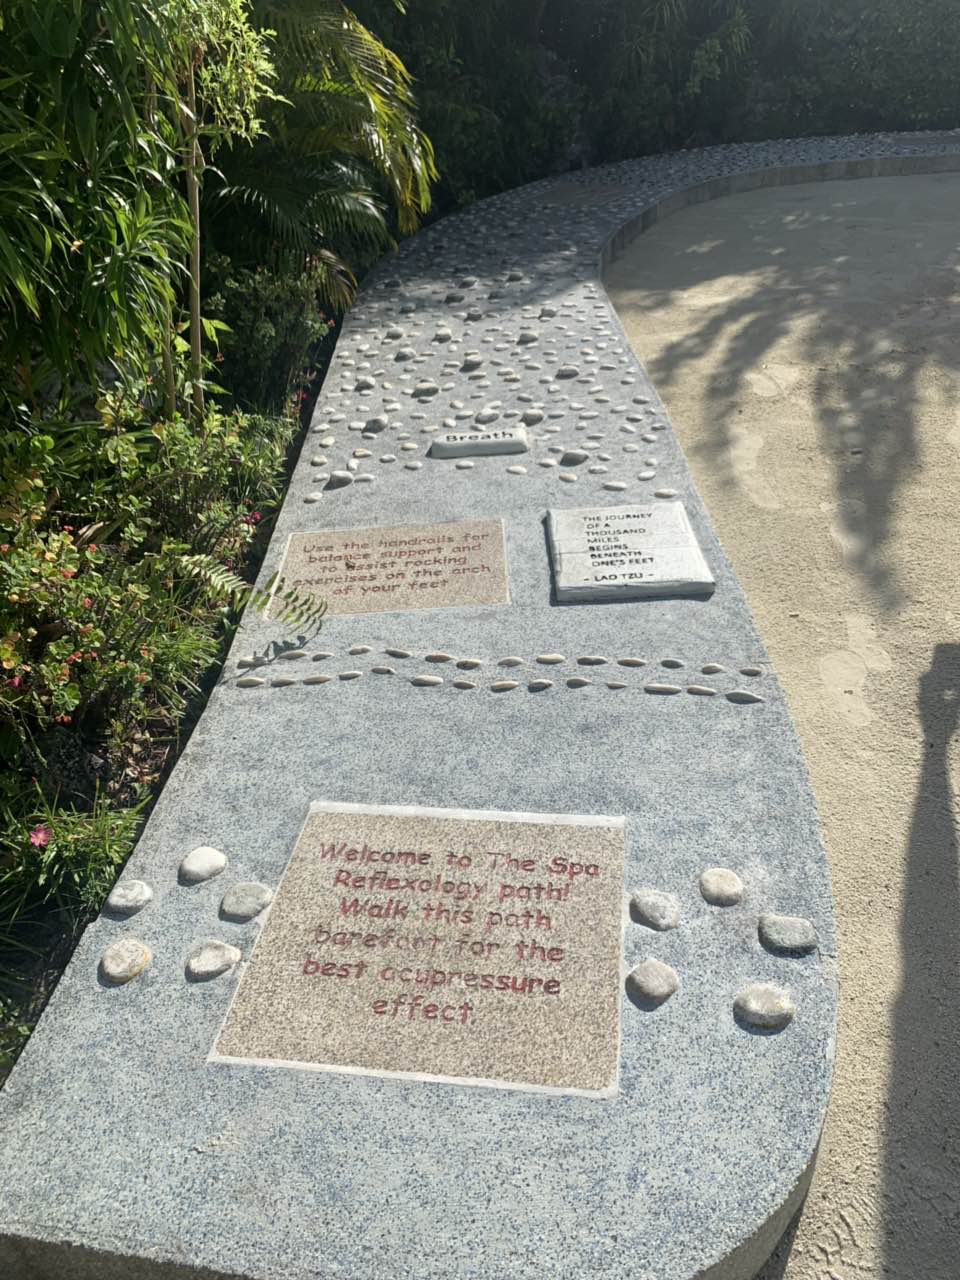 Breath
THE JOURNEY
OF A
THOUSAND
MILES
BEGINS
BENEATH
ONE'S FEET
- LAO TZU -
Use the handrails for
balance support and
to assist rocking
exercises on the arch
of your feet
Welcome to The Spa
Reflexology path!
Walk this path
barefoot for the
best acupressure
effect.